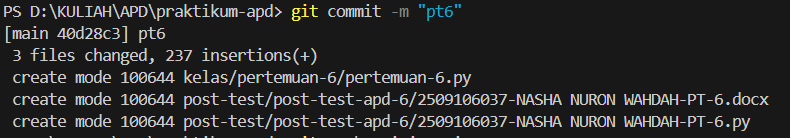 PS D:\KULIAH\APD\praktikum-apd> git commit -m "pt6"
[main 40d28c3] pt6
3 files changed, 237 insertions(+)
create mode 100644 kelas/pertemuan-6/pertemuan-6.py
create mode 100644 post-test/post-test-apd-6/2509106037-NASHA NURON WAHDAH-PT-6.docx
create mode 100644 post-test/post-test-apd-6/2509106037-NASHA NURON WAHDAH-PT-6.py